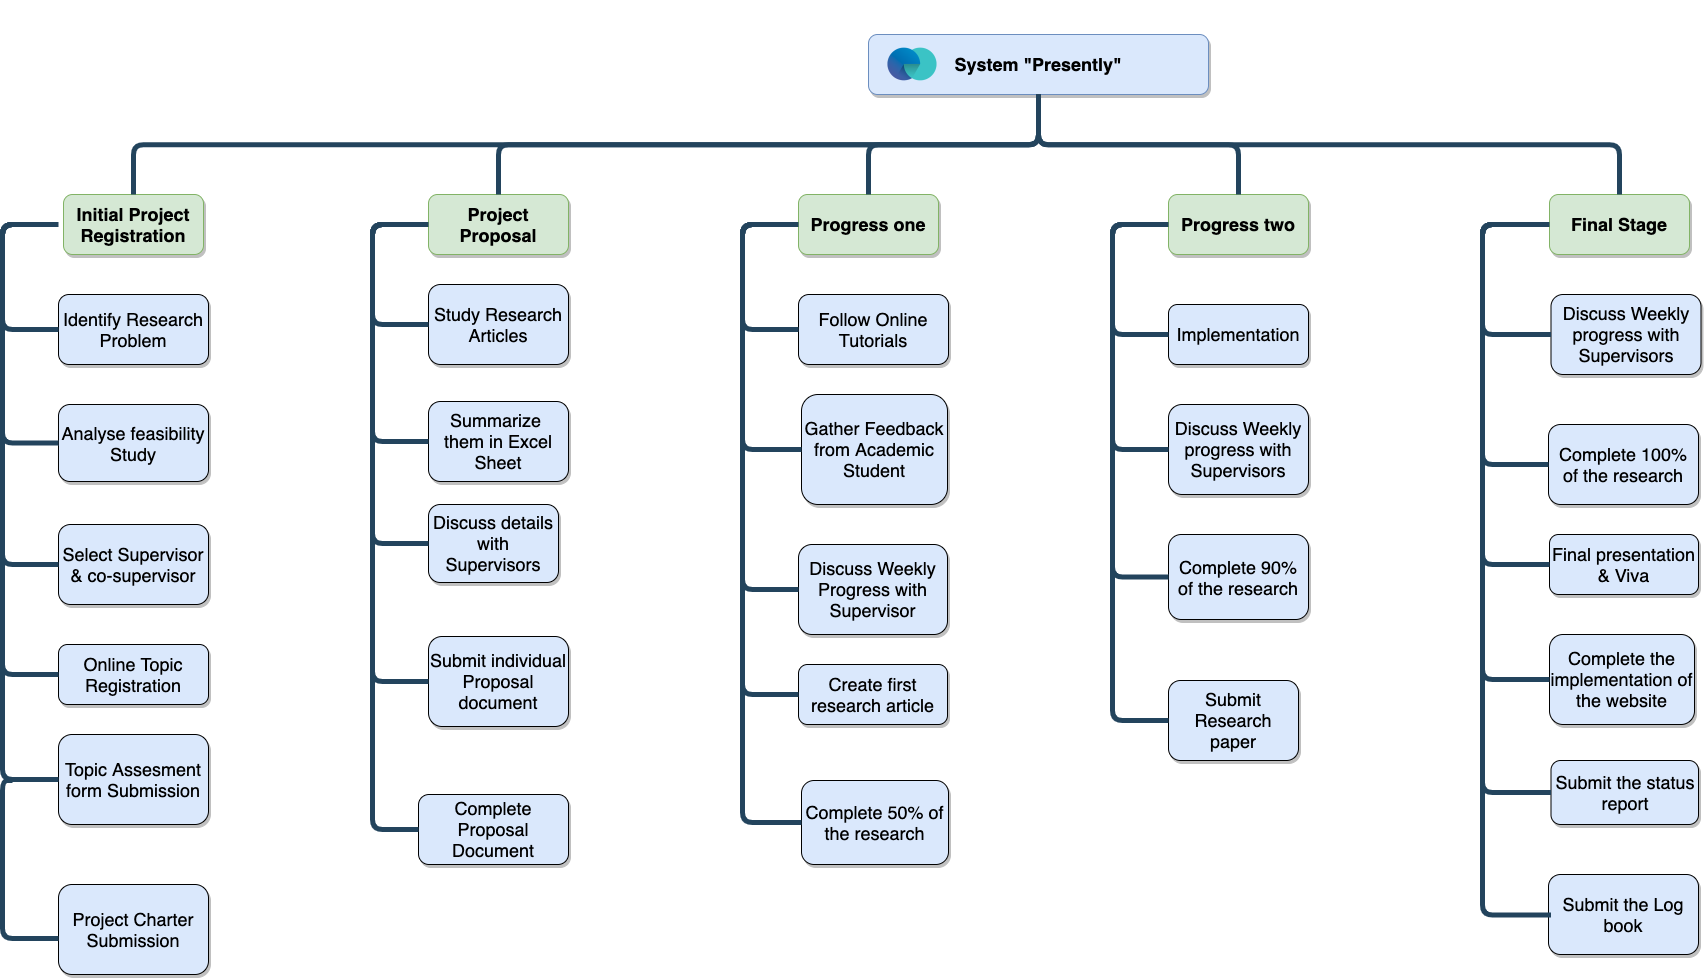 System "Presently"
Initial Project
Registration
Identify Research
Problem
Analyse feasibility
Study
Select Supervisor
& co-supervisor
Online Topic
Registration
Topic Assesment
form Submission
Project Charter
Submission
Project
Proposal
Study Research
Articles
Summarize
them in Excel
Sheet
Discuss details
with
Supervisors
Submit individual
Proposal
document
Complete
Proposal
Document
Progress one
Follow Online
Tutorials
Gather Feedback
from Academic
Student
Discuss Weekly
Progress with
Supervisor
Create first
research article
Complete 50% of
the research
Progress two
Implementation
Discuss Weekly
progress with
Supervisors
Complete 90%
of the research
Submit
Research
paper
Final Stage
Discuss Weekly
progress with
Supervisors
Complete 100%
of the research
Final presentation
& Viva
Complete the
implementation of
the website
Submit the status
report
Submit the Log
book